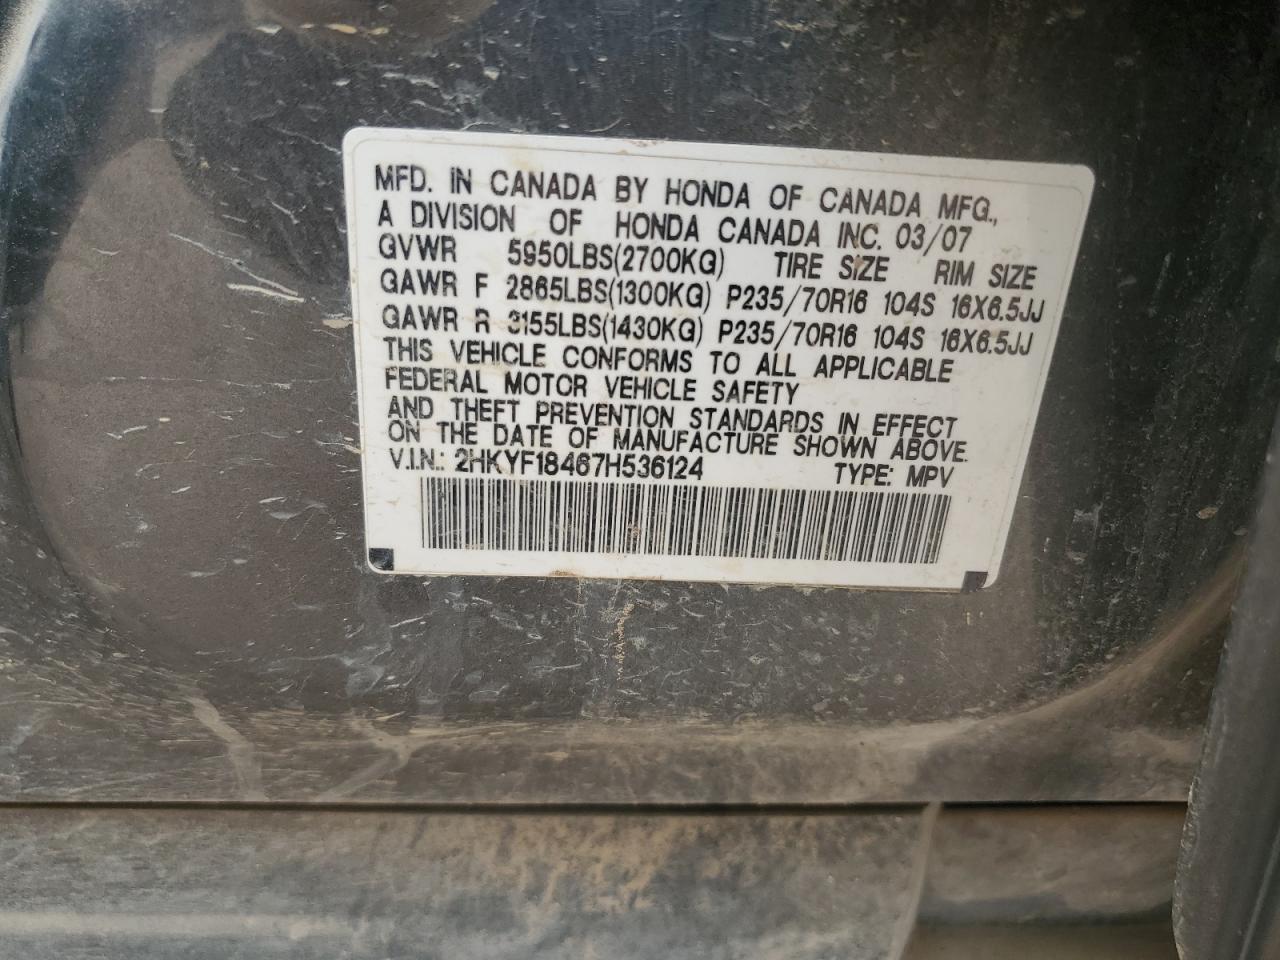 MFD. IN CANADA BY HONDA OF CANADA MFG.,
A DIVISION OF HONDA CANADA INC. 03/07
GVWR 5950LBS(2700KG) TIRE SIZE RIM SIZE
GAWR F 2865LBS(1300KG) P235/70R16 104S 16X6.5JJ
GAWR R 3155LBS(1430KG) P235/70R16 104S 16X6.5JJ
THIS VEHICLE CONFORMS TO ALL APPLICABLE
FEDERAL MOTOR VEHICLE SAFETY
AND THEFT PREVENTION STANDARDS IN EFFECT
ON THE DATE OF MANUFACTURE SHOWN ABOVE.
V.I.N.: 2HKYF18467H536124 TYPE: MPV